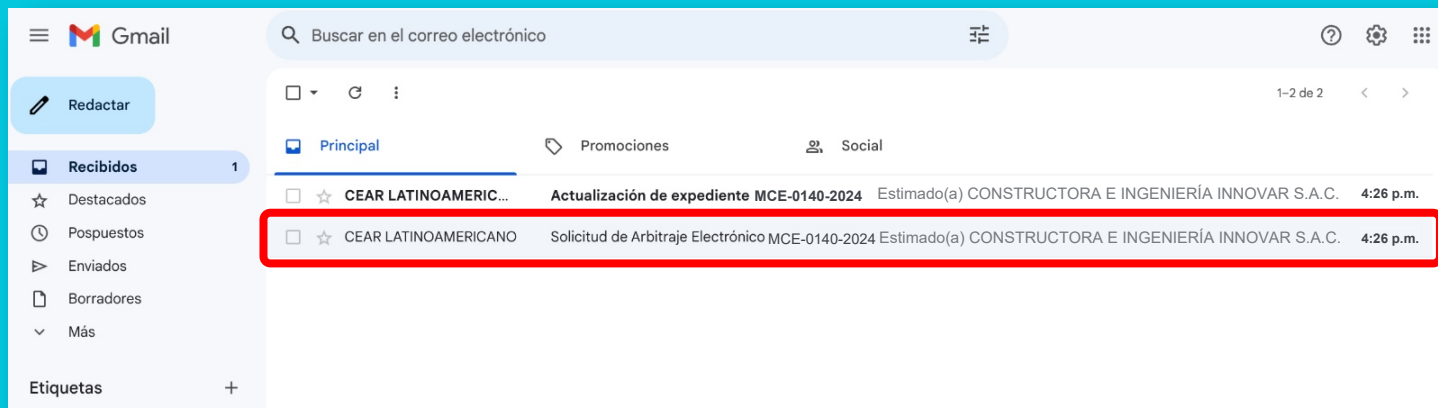 Gmail
Buscar en el correo electrónico
Redactar
1–2 de 2
Principal
Promociones
Social
Recibidos 1
CEAR LATINOAMERIC... Actualización de expediente MCE-0140-2024 Estimado(a) CONSTRUCTORA E INGENIERÍA INNOVAR S.A.C. 4:26 p.m.
Destacados
CEAR LATINOAMERICANO Solicitud de Arbitraje Electrónico MCE-0140-2024 Estimado(a) CONSTRUCTORA E INGENIERÍA INNOVAR S.A.C. 4:26 p.m.
Pospuestos
Enviados
Borradores
Más
Etiquetas